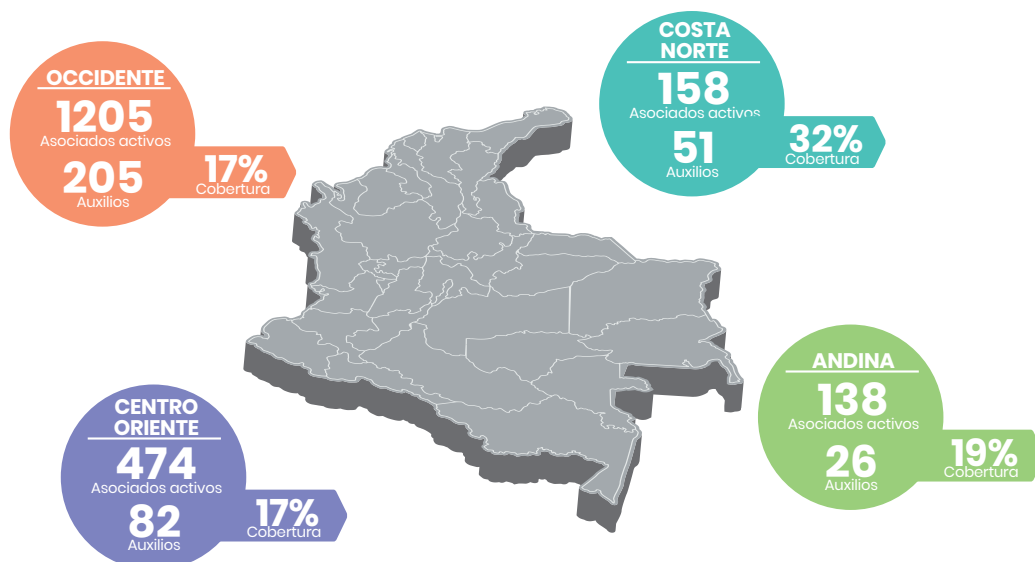 OCCIDENTE
1205
Asociados activos
205
Auxilios
17%
Cobertura
COSTA
NORTE
158
Asociados activos
51
Auxilios
32%
Cobertura
CENTRO
ORIENTE
474
Asociados activos
82
Auxilios
17%
Cobertura
ANDINA
138
Asociados activos
26
Auxilios
19%
Cobertura